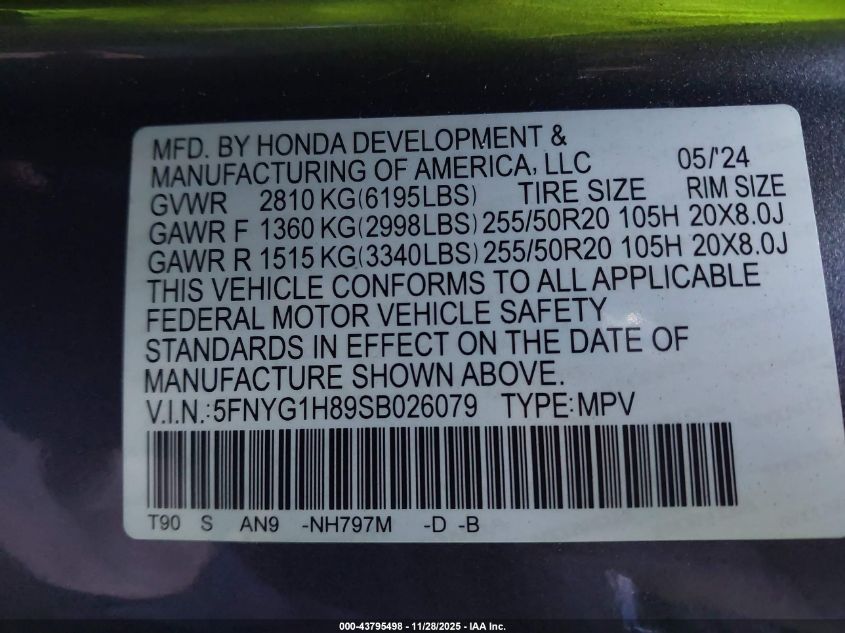 MFD. BY HONDA DEVELOPMENT &
MANUFACTURING OF AMERICA, LLC 05/'24
GVWR 2810 KG(6195LBS) TIRE SIZE RIM SIZE
GAWR F 1360 KG(2998LBS) 255/50R20 105H 20X8.0J
GAWR R 1515 KG(3340LBS) 255/50R20 105H 20X8.0J
THIS VEHICLE CONFORMS TO ALL APPLICABLE
FEDERAL MOTOR VEHICLE SAFETY
STANDARDS IN EFFECT ON THE DATE OF
MANUFACTURE SHOWN ABOVE.
V.I.N.:5FNYG1H89SB026079 TYPE:MPV
T90 S AN9 -NH797M -D -B
000-43795498 - 11/28/2025 - IAA Inc.